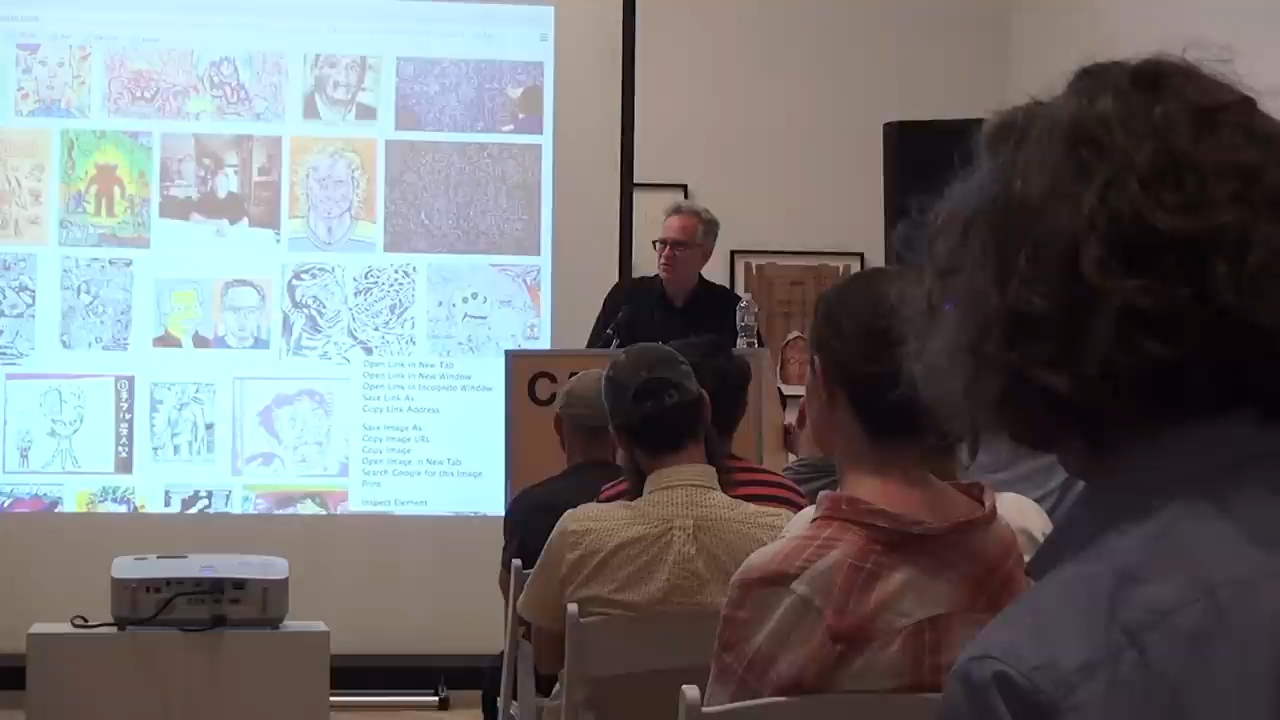 Open Link in New Tab
Open Link in New Window
Open Link in Incognito Window
Save Link As
Copy Link Address
Save Image As
Copy Image URL
Copy Image
Open Image in New Tab
Search Google for this Image
Print
Inspect Element